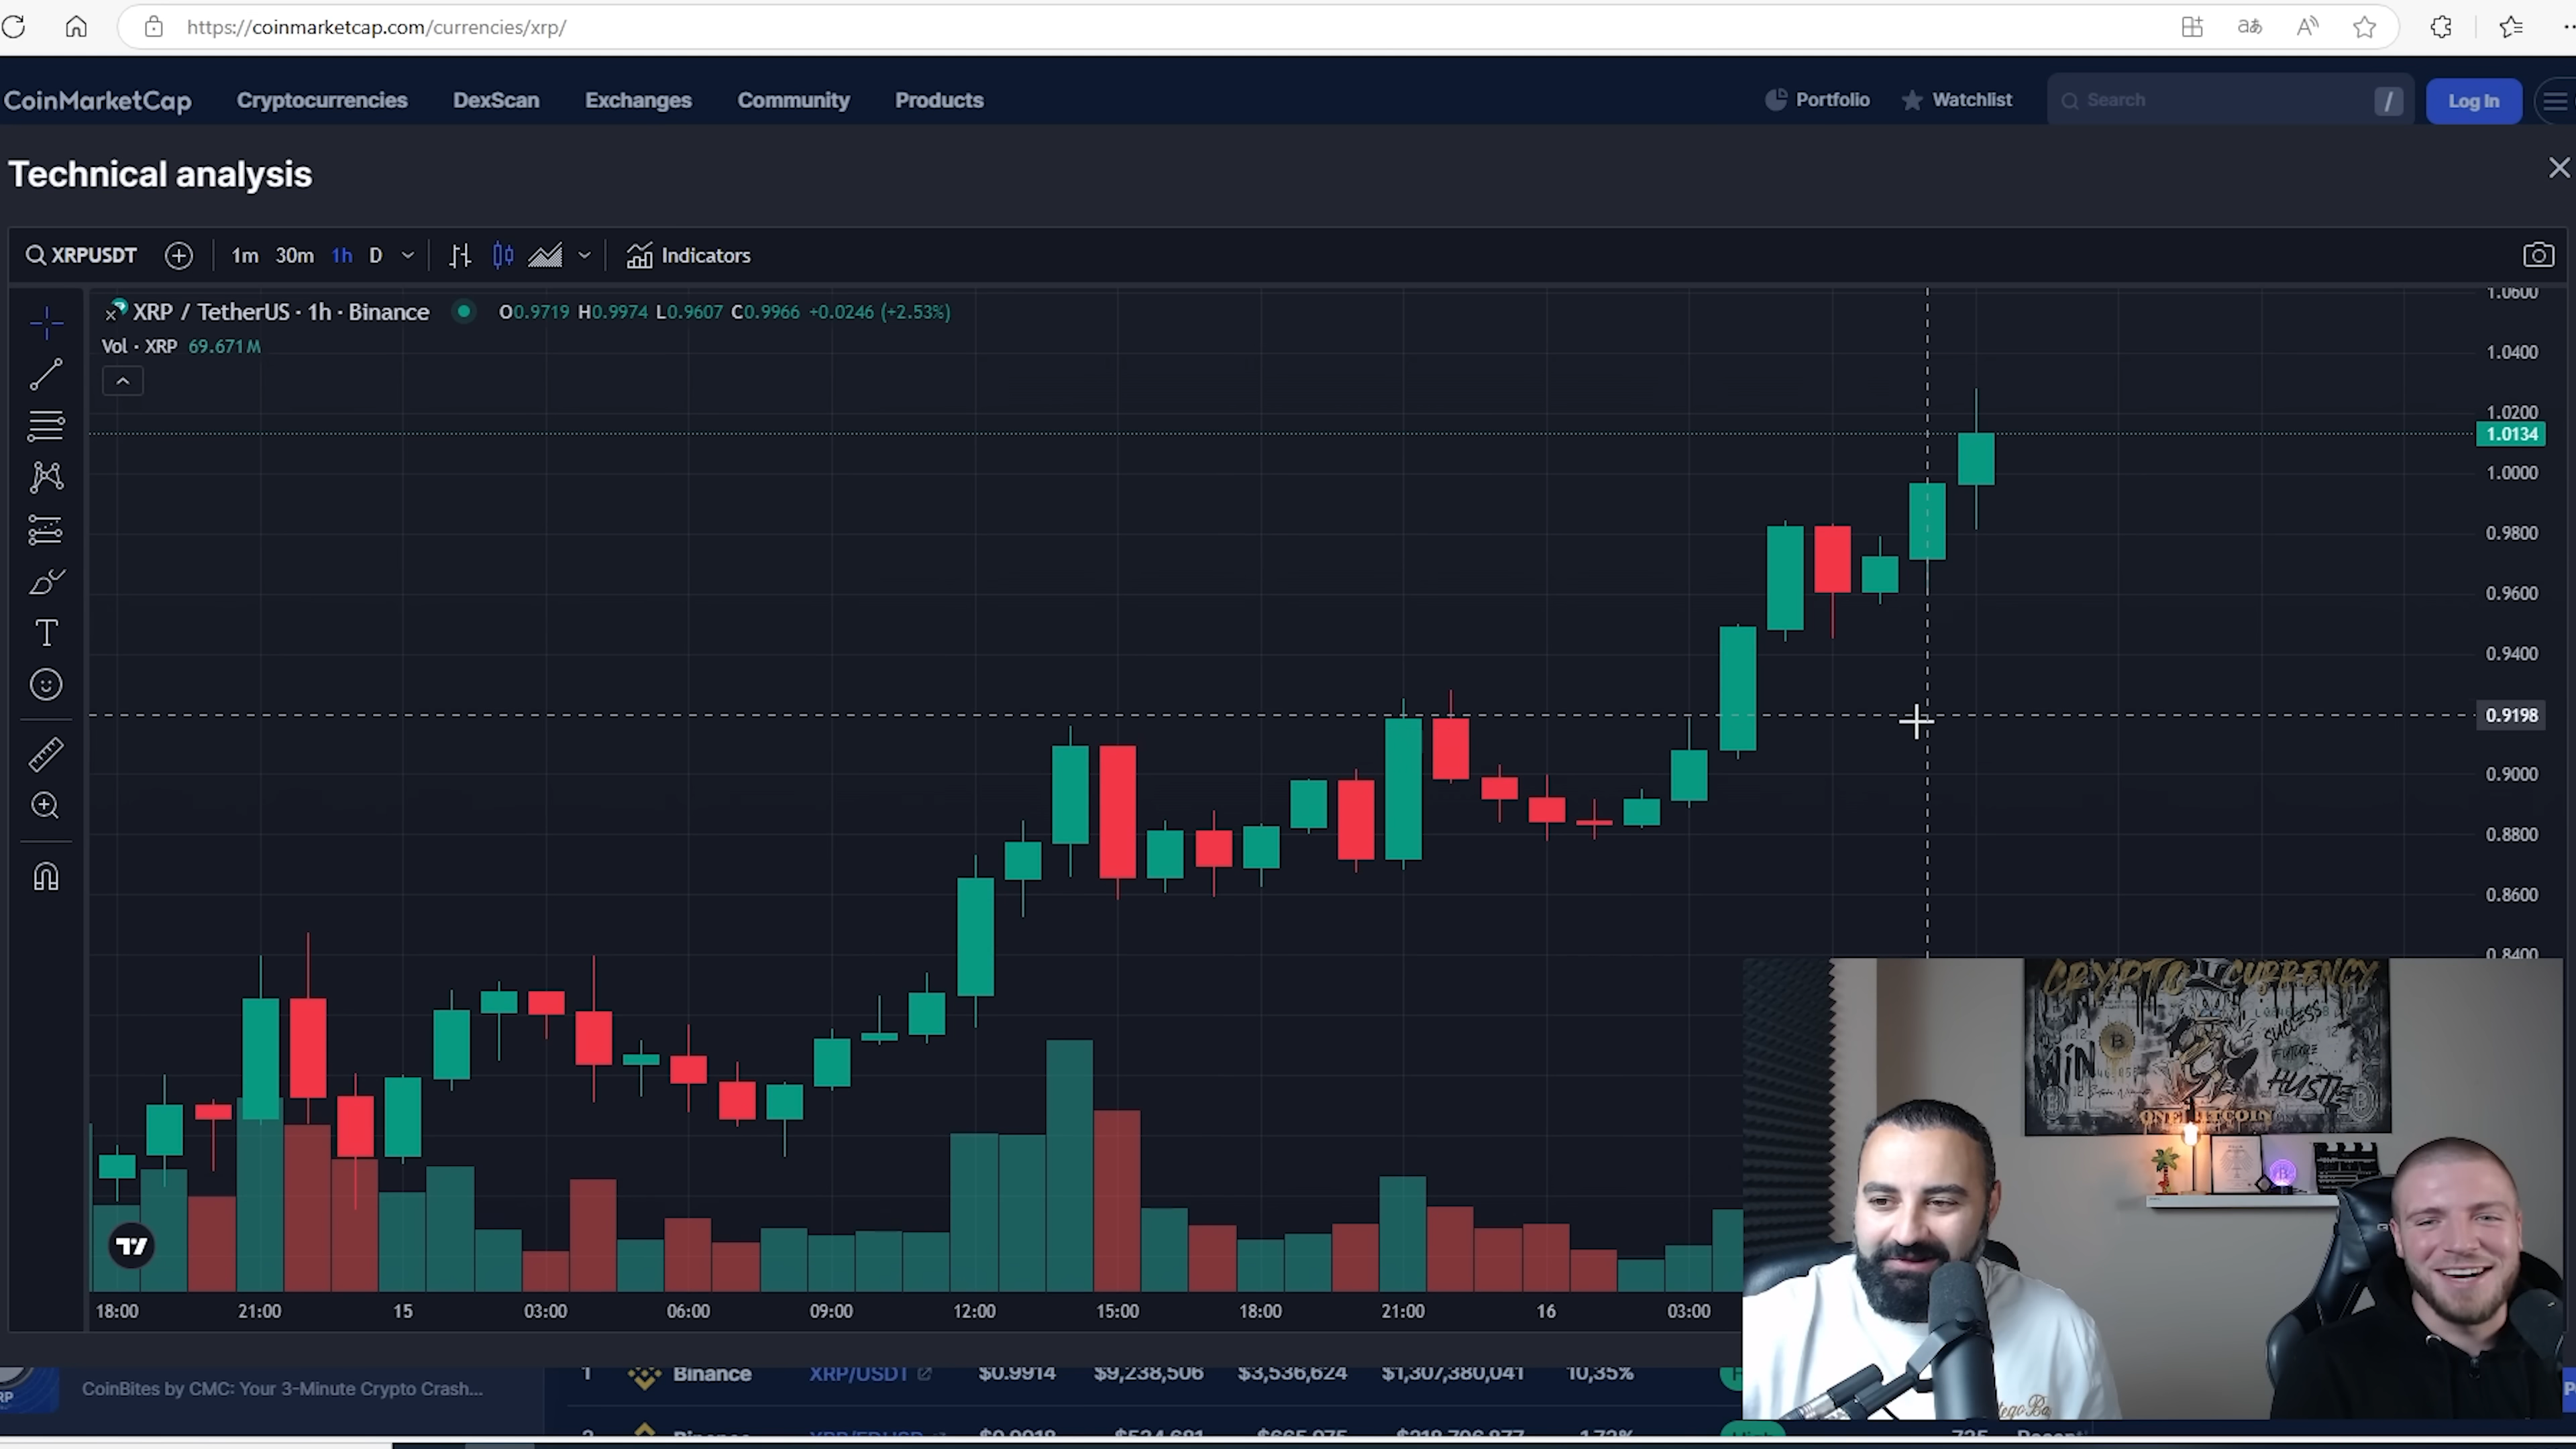 https://coinmarketcap.com/currencies/xrp/
CoinMarketCap Cryptocurrencies DexScan Exchanges Community Products Portfolio Watchlist Search / Log In
Technical analysis
XRPUSDT 1m 30m 1h D Indicators
XRP / TetherUS · 1h · Binance O0.9719 H0.9974 L0.9607 C0.9966 +0.0246 (+2.53%)
Vol · XRP 69.671M
1.0600
1.0400
1.0200
1.0134
1.0000
0.9800
0.9600
0.9400
0.9198
0.9000
0.8800
0.8600
0.8400
CRYPTO CURRENCY
SUCCESS
WIN
FUTURE
HUSTLE
ONE BITCOIN
18:00 21:00 15 03:00 06:00 09:00 12:00 15:00 18:00 21:00 16 03:00
CoinBites by CMC: Your 3-Minute Crypto Crash...
1 Binance XRP/USDT $0.9914 $9,238,506 $3,536,624 $1,307,380,041 10,35%